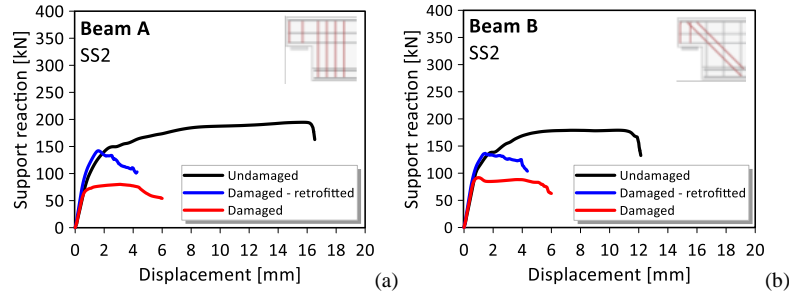 Beam A
SS2
Support reaction [kN]
400
350
300
250
200
150
100
50
0
Undamaged
Damaged - retrofitted
Damaged
0 2 4 6 8 10 12 14 16 18 20
Displacement [mm]
(a)
Beam B
SS2
Support reaction [kN]
400
350
300
250
200
150
100
50
0
Undamaged
Damaged - retrofitted
Damaged
0 2 4 6 8 10 12 14 16 18 20
Displacement [mm]
(b)